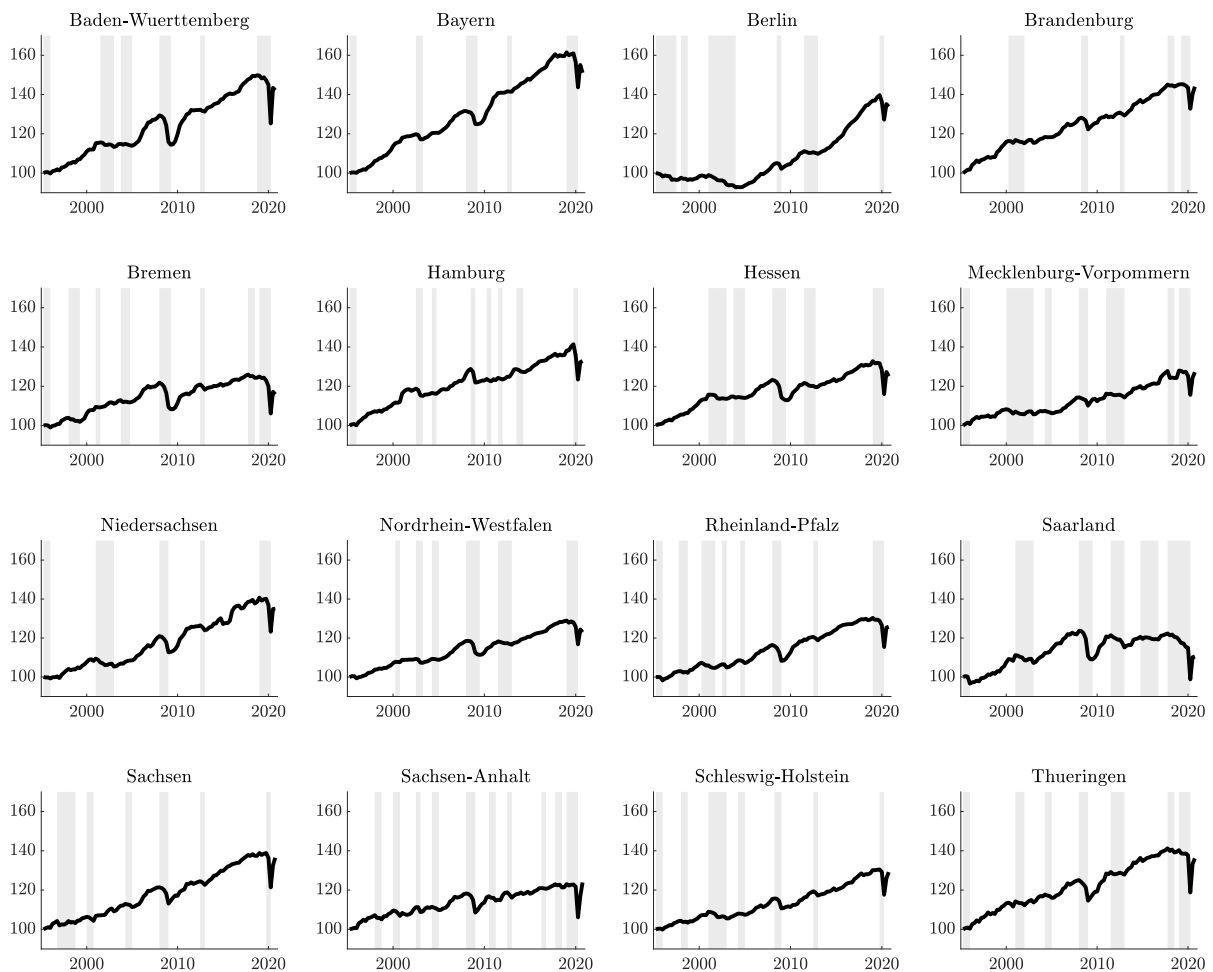 Baden-Wuerttemberg Bayern Berlin Brandenburg
160 160 160 160
140 140 140 140
120 120 120 120
100 100 100 100
2000 2010 2020 2000 2010 2020 2000 2010 2020 2000 2010 2020
Bremen Hamburg Hessen Mecklenburg-Vorpommern
160 160 160 160
140 140 140 140
120 120 120 120
100 100 100 100
2000 2010 2020 2000 2010 2020 2000 2010 2020 2000 2010 2020
Niedersachsen Nordrhein-Westfalen Rheinland-Pfalz Saarland
160 160 160 160
140 140 140 140
120 120 120 120
100 100 100 100
2000 2010 2020 2000 2010 2020 2000 2010 2020 2000 2010 2020
Sachsen Sachsen-Anhalt Schleswig-Holstein Thueringen
160 160 160 160
140 140 140 140
120 120 120 120
100 100 100 100
2000 2010 2020 2000 2010 2020 2000 2010 2020 2000 2010 2020